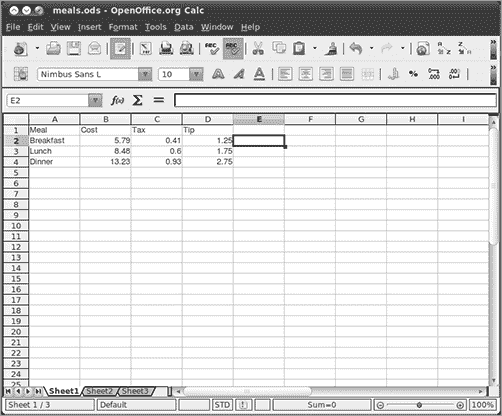 meals.ods - OpenOffice.org Calc
File Edit View Insert Format Tools Data Window Help
ABC ABC A Z Z A
Nimbus Sans L 10 A A A %
E2 f(x) Σ =
A B C D E F G H I
1 Meal Cost Tax Tip
2 Breakfast 5.79 0.41 1.25
3 Lunch 8.48 0.6 1.75
4 Dinner 13.23 0.93 2.75
5
6
7
8
9
10
11
12
13
14
15
16
17
18
19
20
21
22
23
24
25
Sheet1 Sheet2 Sheet3
Sheet 1 / 3 Default STD Sum=0 100%